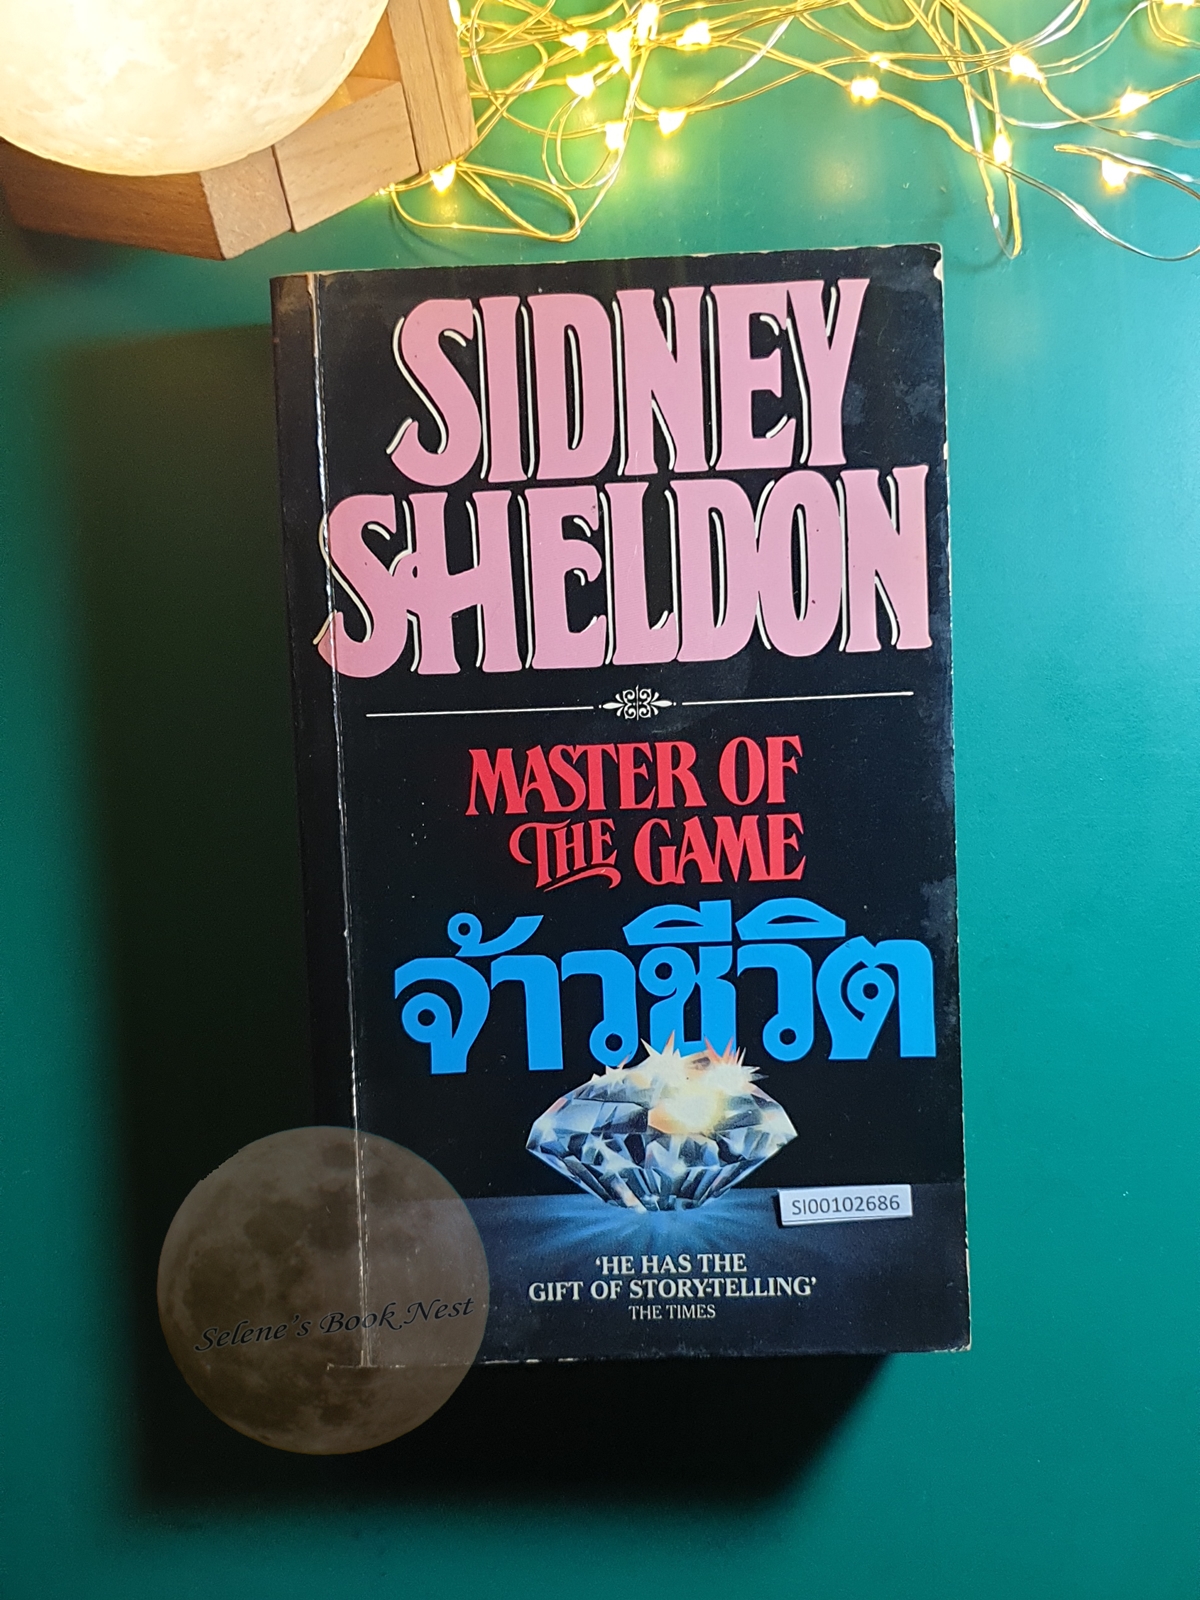 SIDNEY
SHELDON
MASTER OF
THE GAME
จ้าวชีวิต
SI00102686
'HE HAS THE
GIFT OF STORY-TELLING'
THE TIMES
Selene's Book Nest